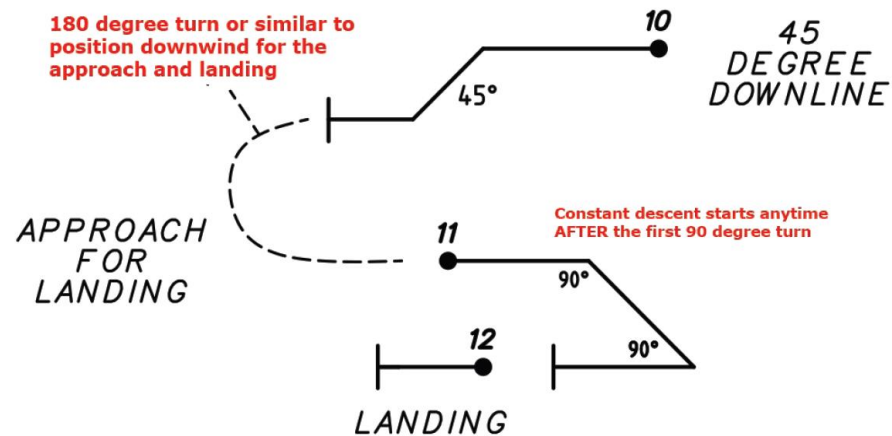 180 degree turn or similar to
position downwind for the
approach and landing
10
45
DEGREE
DOWNLINE
45°
APPROACH
FOR
LANDING
11
Constant descent starts anytime
AFTER the first 90 degree turn
90°
90°
12
LANDING